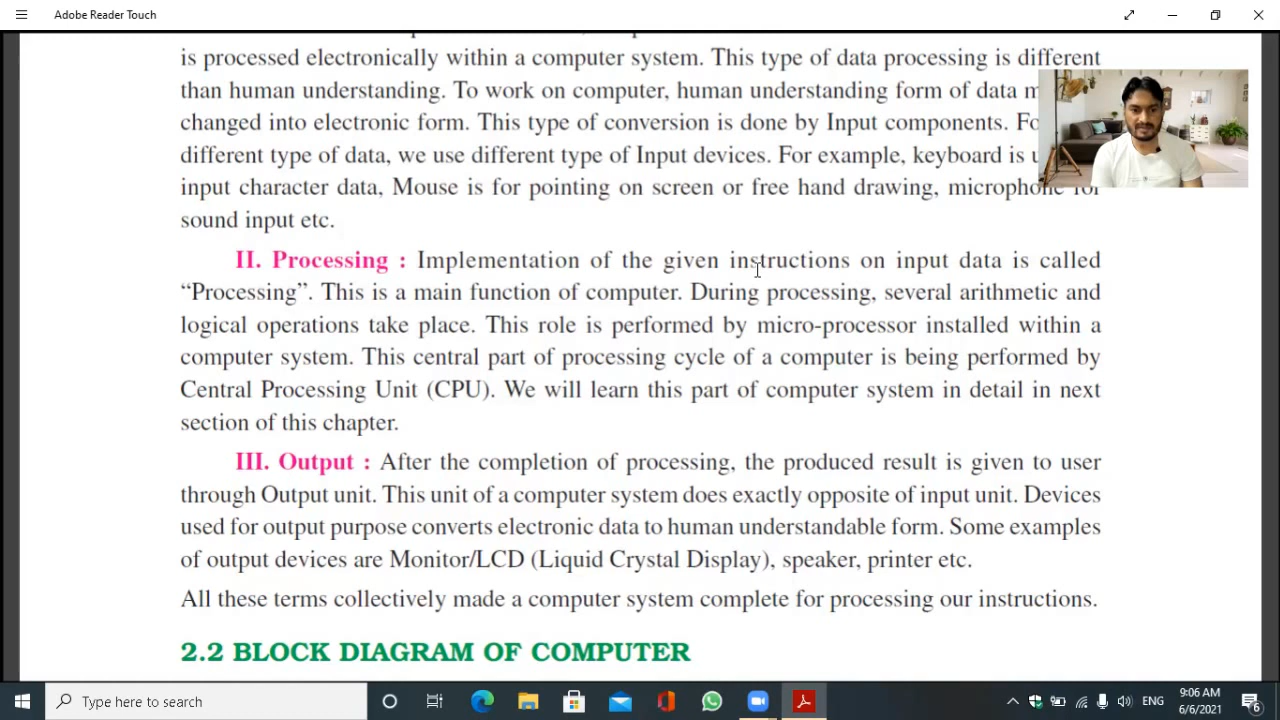 Adobe Reader Touch
is processed electronically within a computer system. This type of data processing is different
than human understanding. To work on computer, human understanding form of data
changed into electronic form. This type of conversion is done by Input components.
different type of data, we use different type of Input devices. For example, keyboard is
input character data, Mouse is for pointing on screen or free hand drawing, microphone for
sound input etc.
II. Processing : Implementation of the given instructions on input data is called
“Processing”. This is a main function of computer. During processing, several arithmetic and
logical operations take place. This role is performed by micro-processor installed within a
computer system. This central part of processing cycle of a computer is being performed by
Central Processing Unit (CPU). We will learn this part of computer system in detail in next
section of this chapter.
III. Output : After the completion of processing, the produced result is given to user
through Output unit. This unit of a computer system does exactly opposite of input unit. Devices
used for output purpose converts electronic data to human understandable form. Some examples
of output devices are Monitor/LCD (Liquid Crystal Display), speaker, printer etc.
All these terms collectively made a computer system complete for processing our instructions.
2.2 BLOCK DIAGRAM OF COMPUTER
Type here to search
ENG
9:06 AM
6/6/2021
6